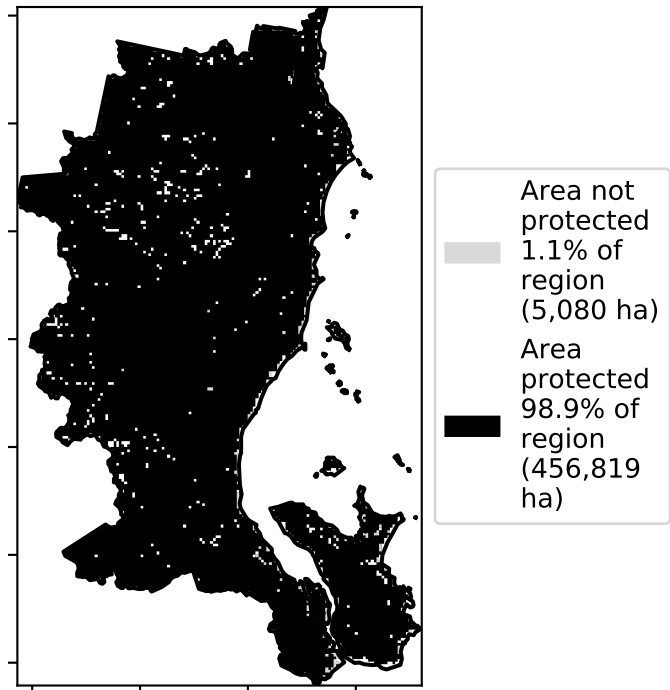 Area not
protected
1.1% of
region
(5,080 ha)
Area
protected
98.9% of
region
(456,819
ha)